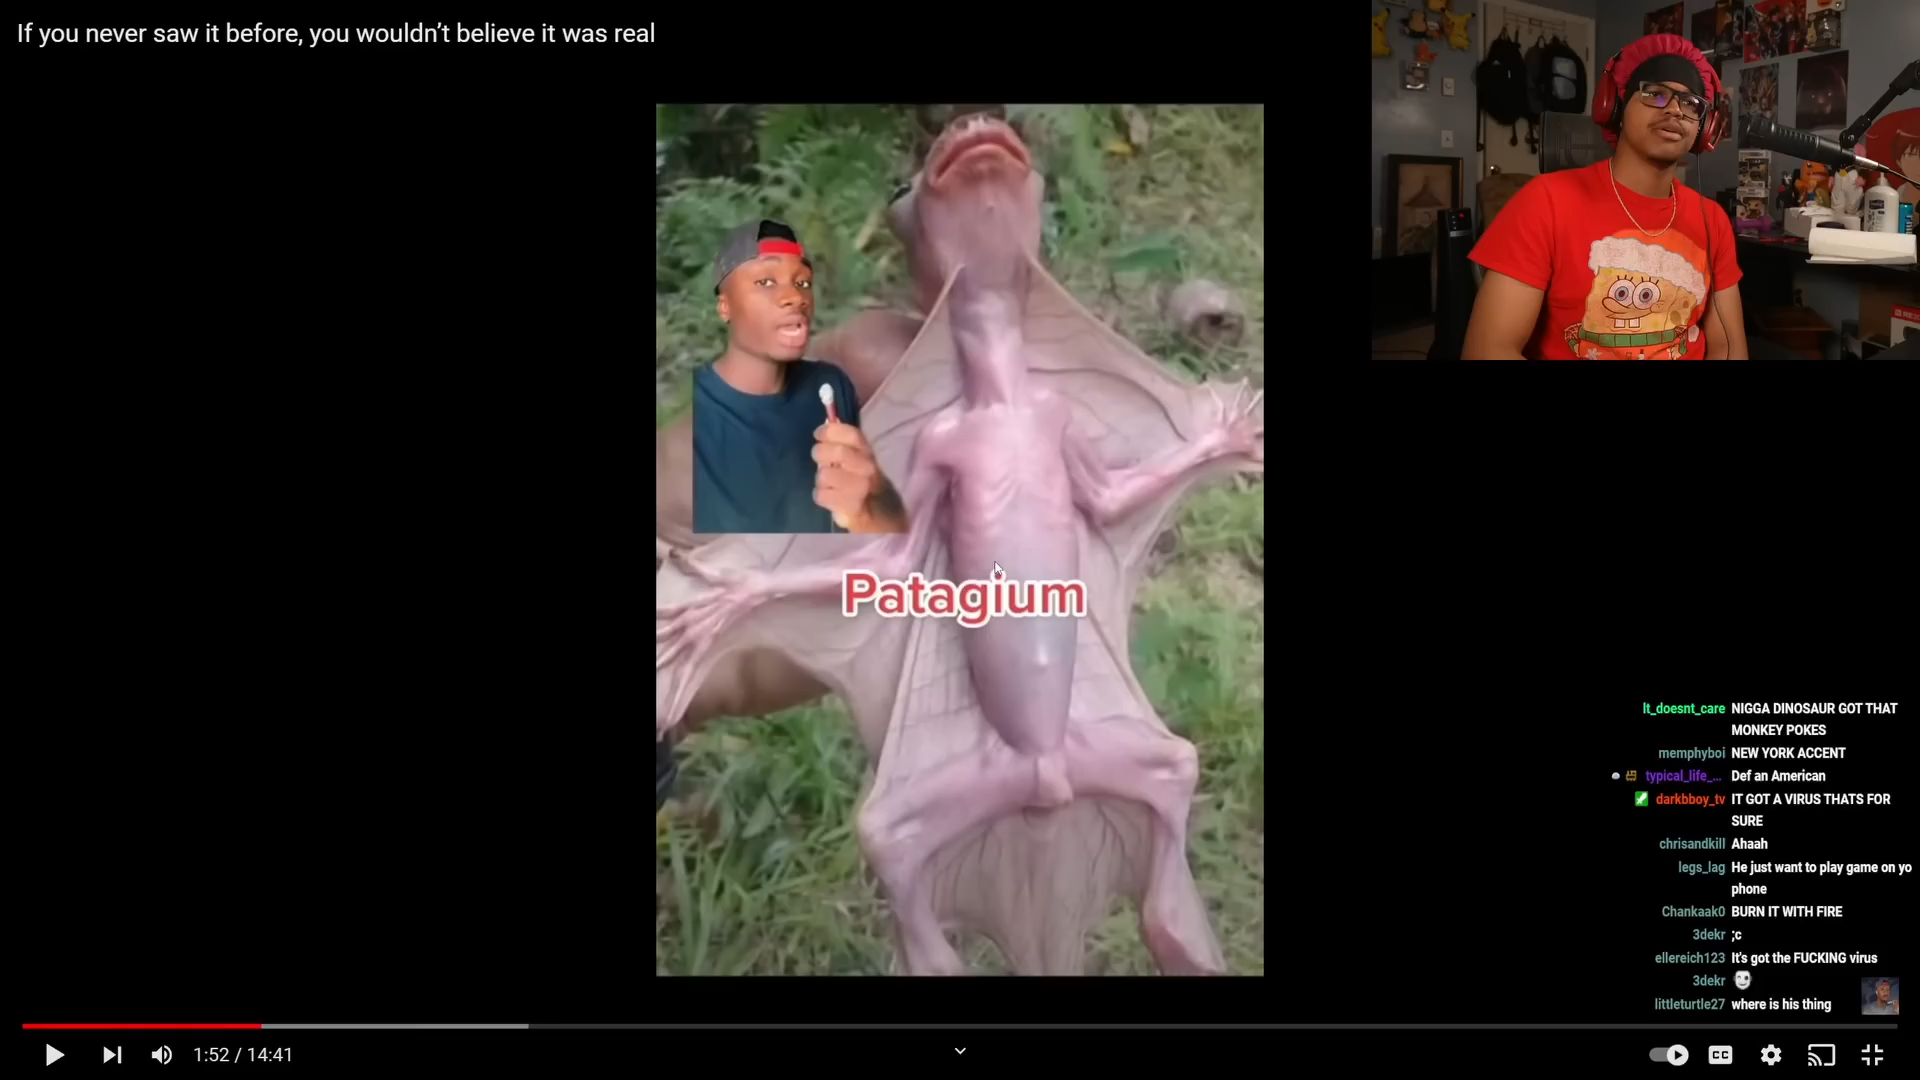 If you never saw it before, you wouldn’t believe it was real
Patagium
lt_doesnt_care NIGGA DINOSAUR GOT THAT
MONKEY POKES
memphyboi NEW YORK ACCENT
typical_life_... Def an American
darkbboy_tv IT GOT A VIRUS THATS FOR
SURE
chrisandkill Ahaah
legs_lag He just want to play game on yo
phone
Chankaak0 BURN IT WITH FIRE
3dekr ;c
ellereich123 It's got the FUCKING virus
3dekr
littleturtle27 where is his thing
1:52 / 14:41
CC